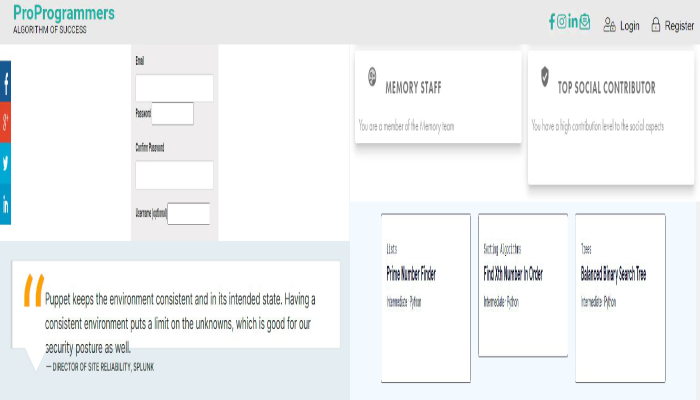 ProProgrammers
ALGORITHM OF SUCCESS
Login
Register
Email
Password
Confirm Password
Username (optional)
MEMORY STAFF
You are a member of the Memory team
TOP SOCIAL CONTRIBUTOR
You have a high contribution level to the social aspects
Puppet keeps the environment consistent and in its intended state. Having a
consistent environment puts a limit on the unknowns, which is good for our
security posture as well.
— DIRECTOR OF SITE RELIABILITY, SPLUNK
Lists
Prime Number Finder
Intermediate · Python
Sorting Algorithms
Find Xth Number In Order
Intermediate · Python
Trees
Balanced Binary Search Tree
Intermediate · Python